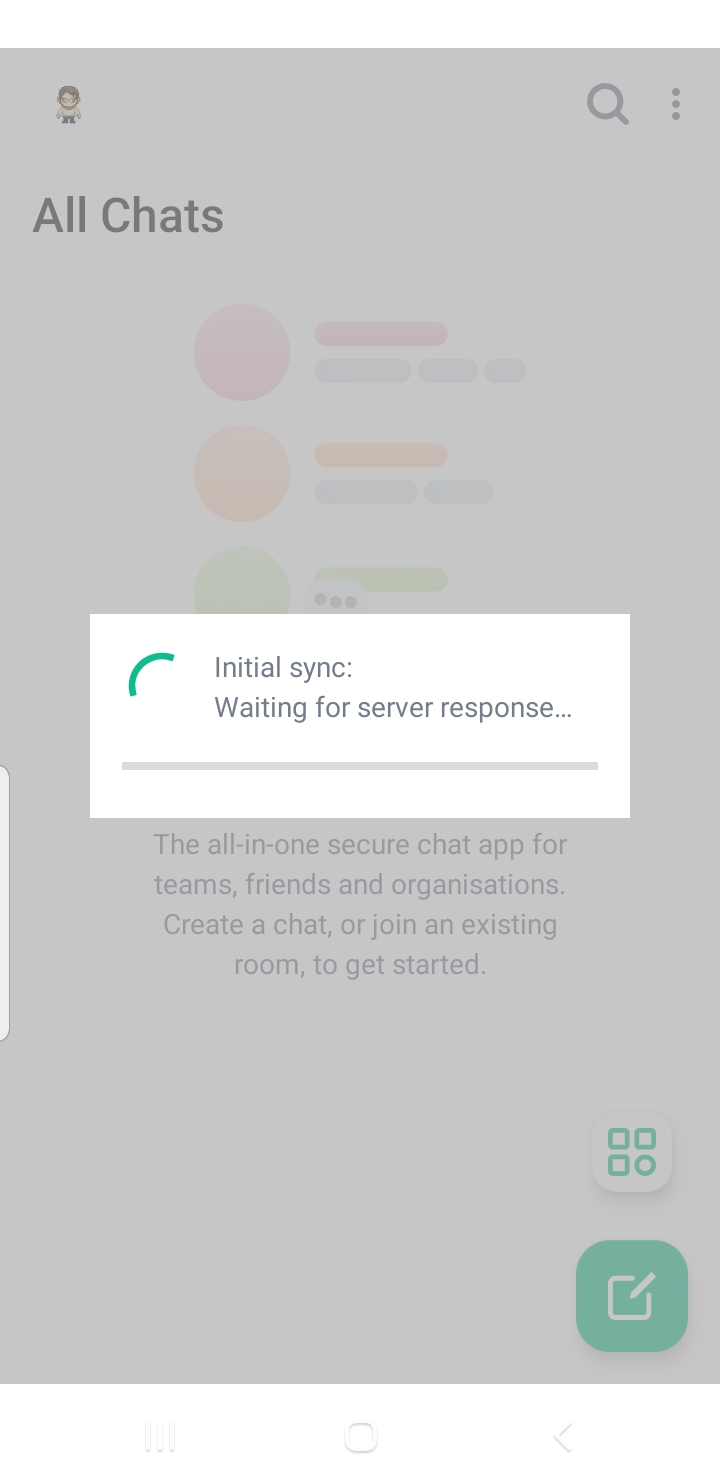 All Chats
Initial sync:
Waiting for server response…
The all-in-one secure chat app for
teams, friends and organisations.
Create a chat, or join an existing
room, to get started.